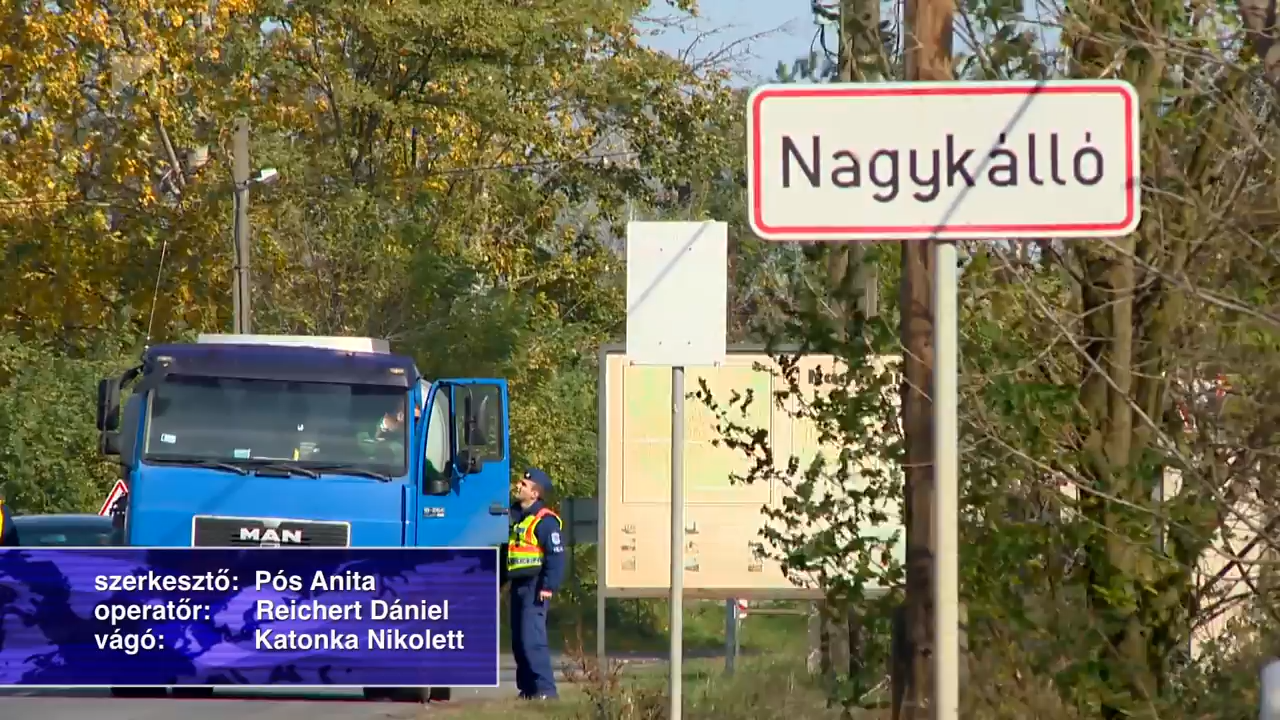 Nagykálló
MAN
szerkesztő: Pós Anita
operatőr: Reichert Dániel
vágó: Katonka Nikolett